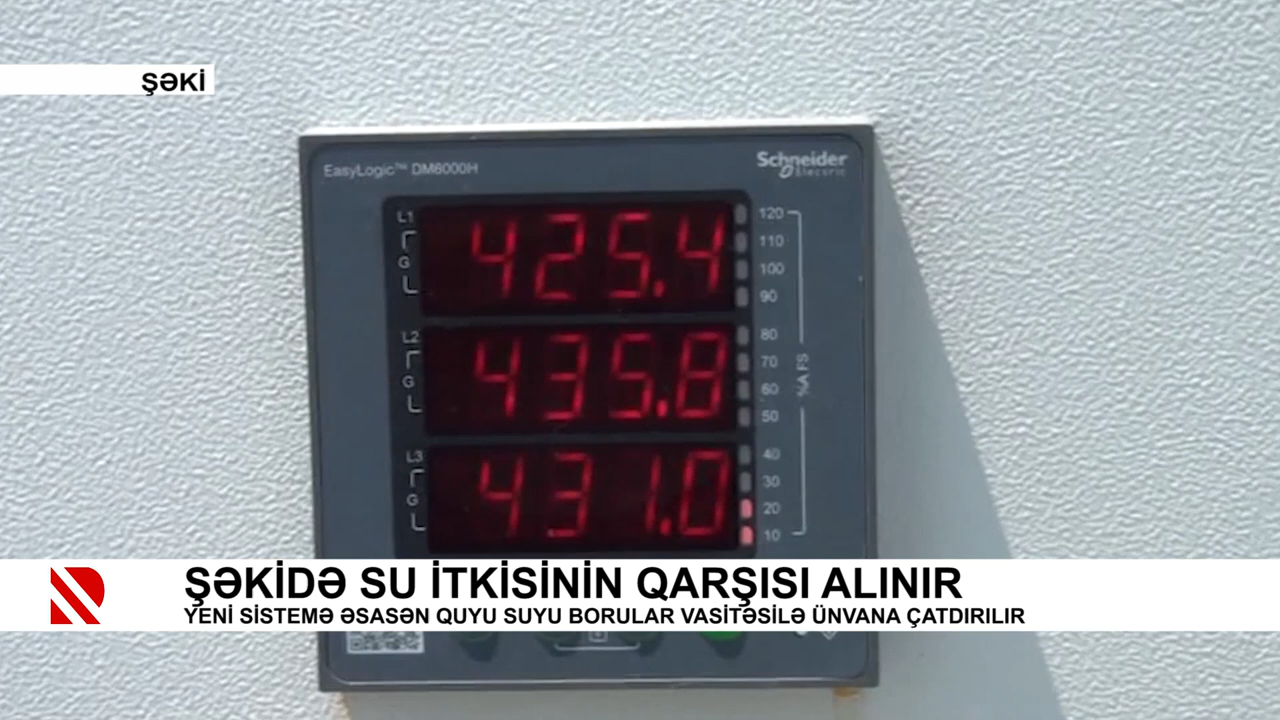 ŞƏKİ
EasyLogic™ DM6000H
Schneider
Electric
L1
G
L
425.4
120
110
100
90
L2
G
L
435.8
80
70
60
50
%A FS
L3
G
L
431.0
40
30
20
10
ŞƏKİDƏ SU İTKİSİNİN QARŞISI ALINIR
YENİ SİSTEMƏ ƏSASƏN QUYU SUYU BORULAR VASİTƏSİLƏ ÜNVANA ÇATDIRILIR